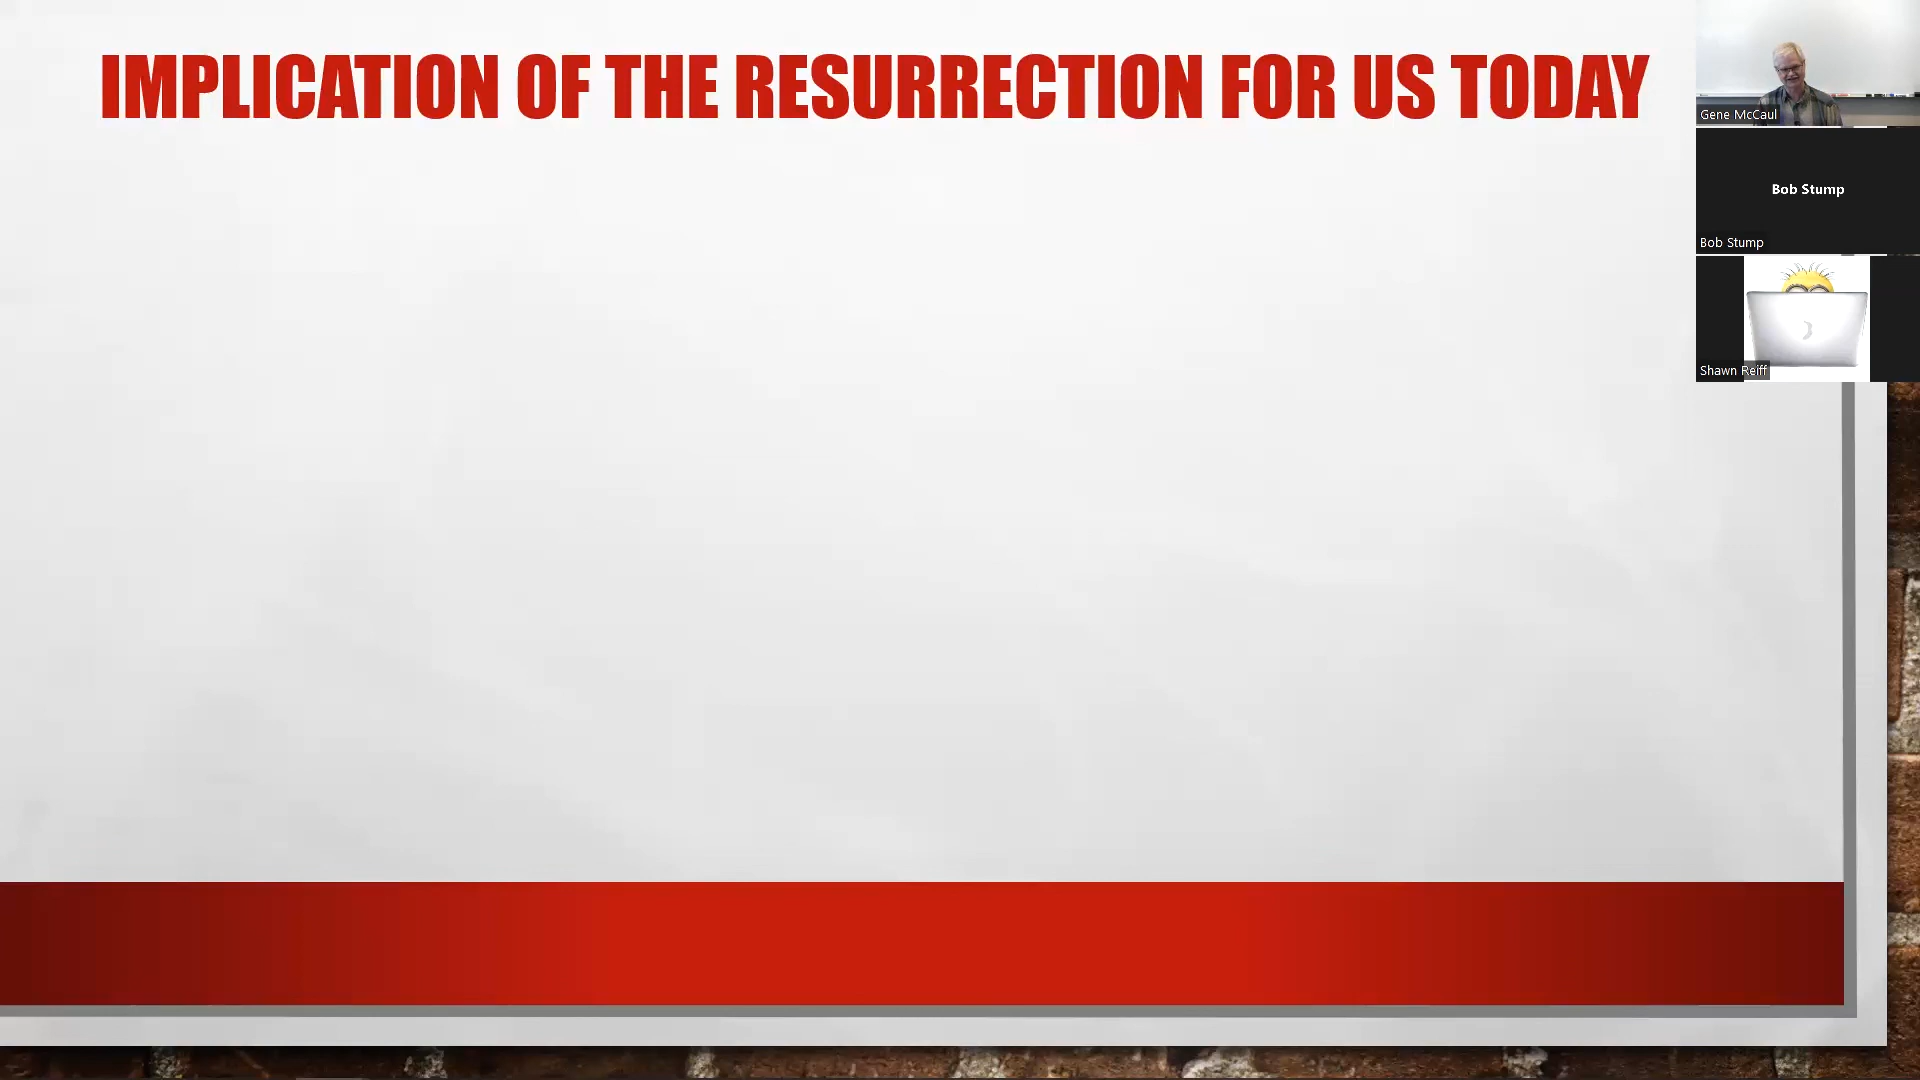 IMPLICATION OF THE RESURRECTION FOR US TODAY
Gene McCaul
Bob Stump
Bob Stump
Shawn Reiff